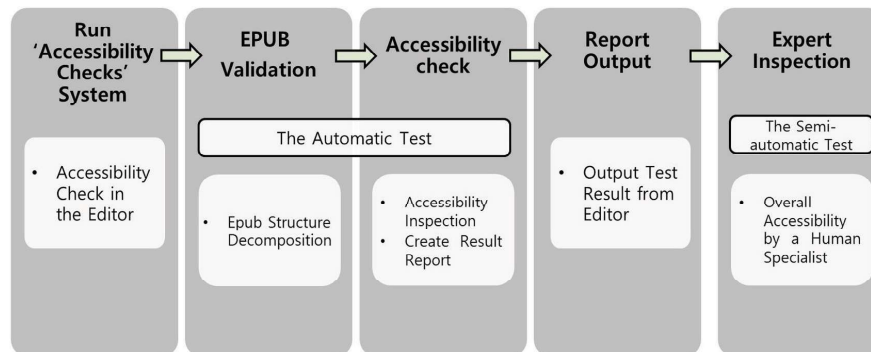 Run
'Accessibility
Checks'
System
• Accessibility
Check in
the Editor
EPUB
Validation
Accessibility
check
The Automatic Test
• Epub Structure
Decomposition
• Accessibility
Inspection
• Create Result
Report
Report
Output
• Output Test
Result from
Editor
Expert
Inspection
The Semi-
automatic Test
• Overall
Accessibility
by a Human
Specialist